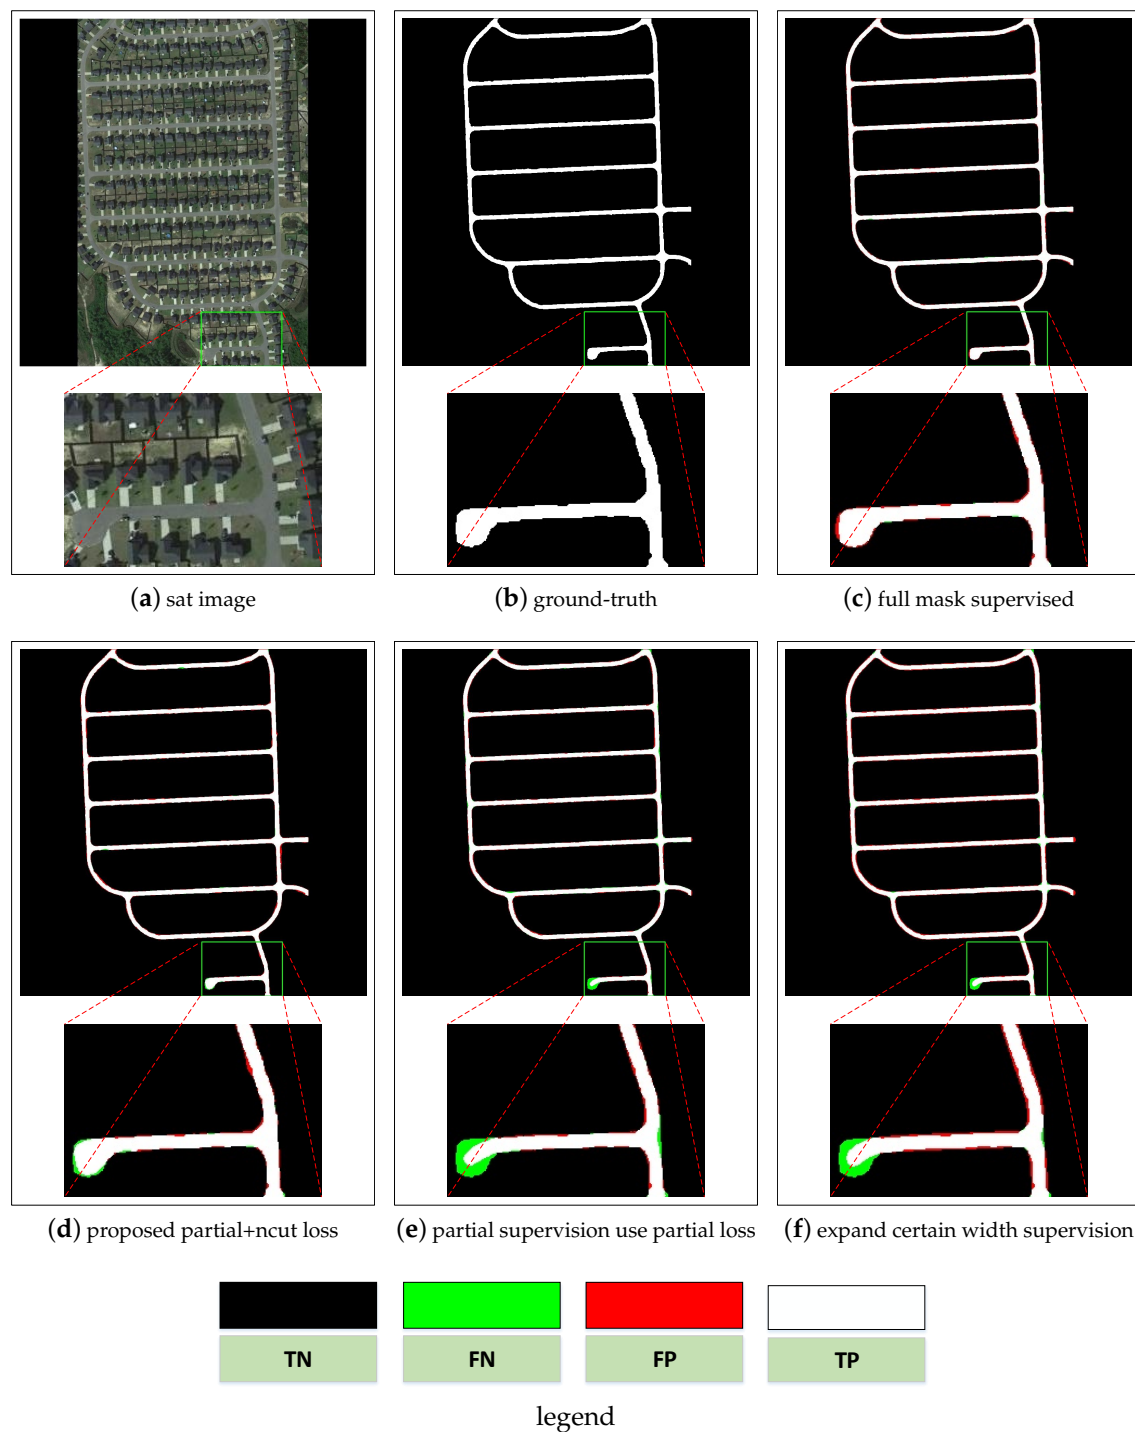 (a) sat image
(b) ground-truth
(c) full mask supervised
(d) proposed partial+ncut loss
(e) partial supervision use partial loss
(f) expand certain width supervision
TN
FN
FP
TP
legend